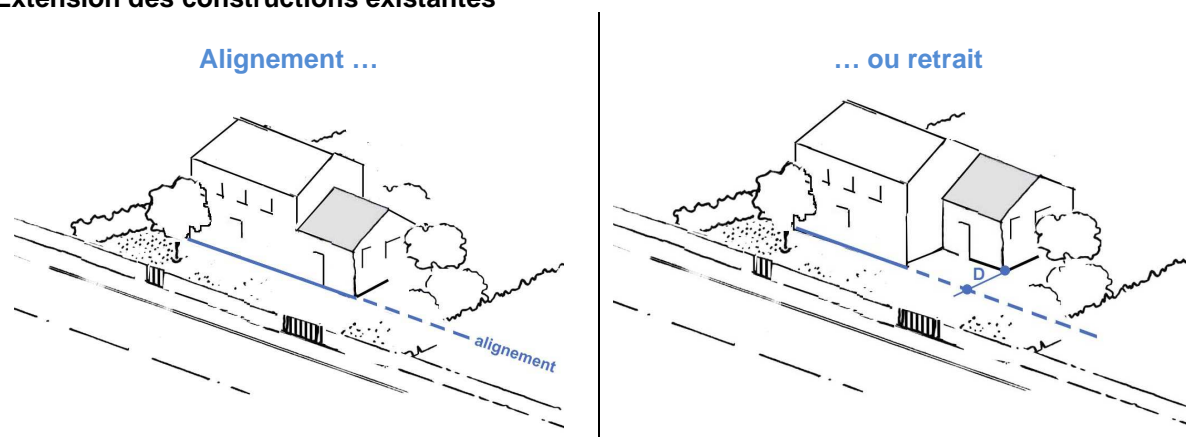 Extension des constructions existantes
Alignement …
… ou retrait
alignement
D